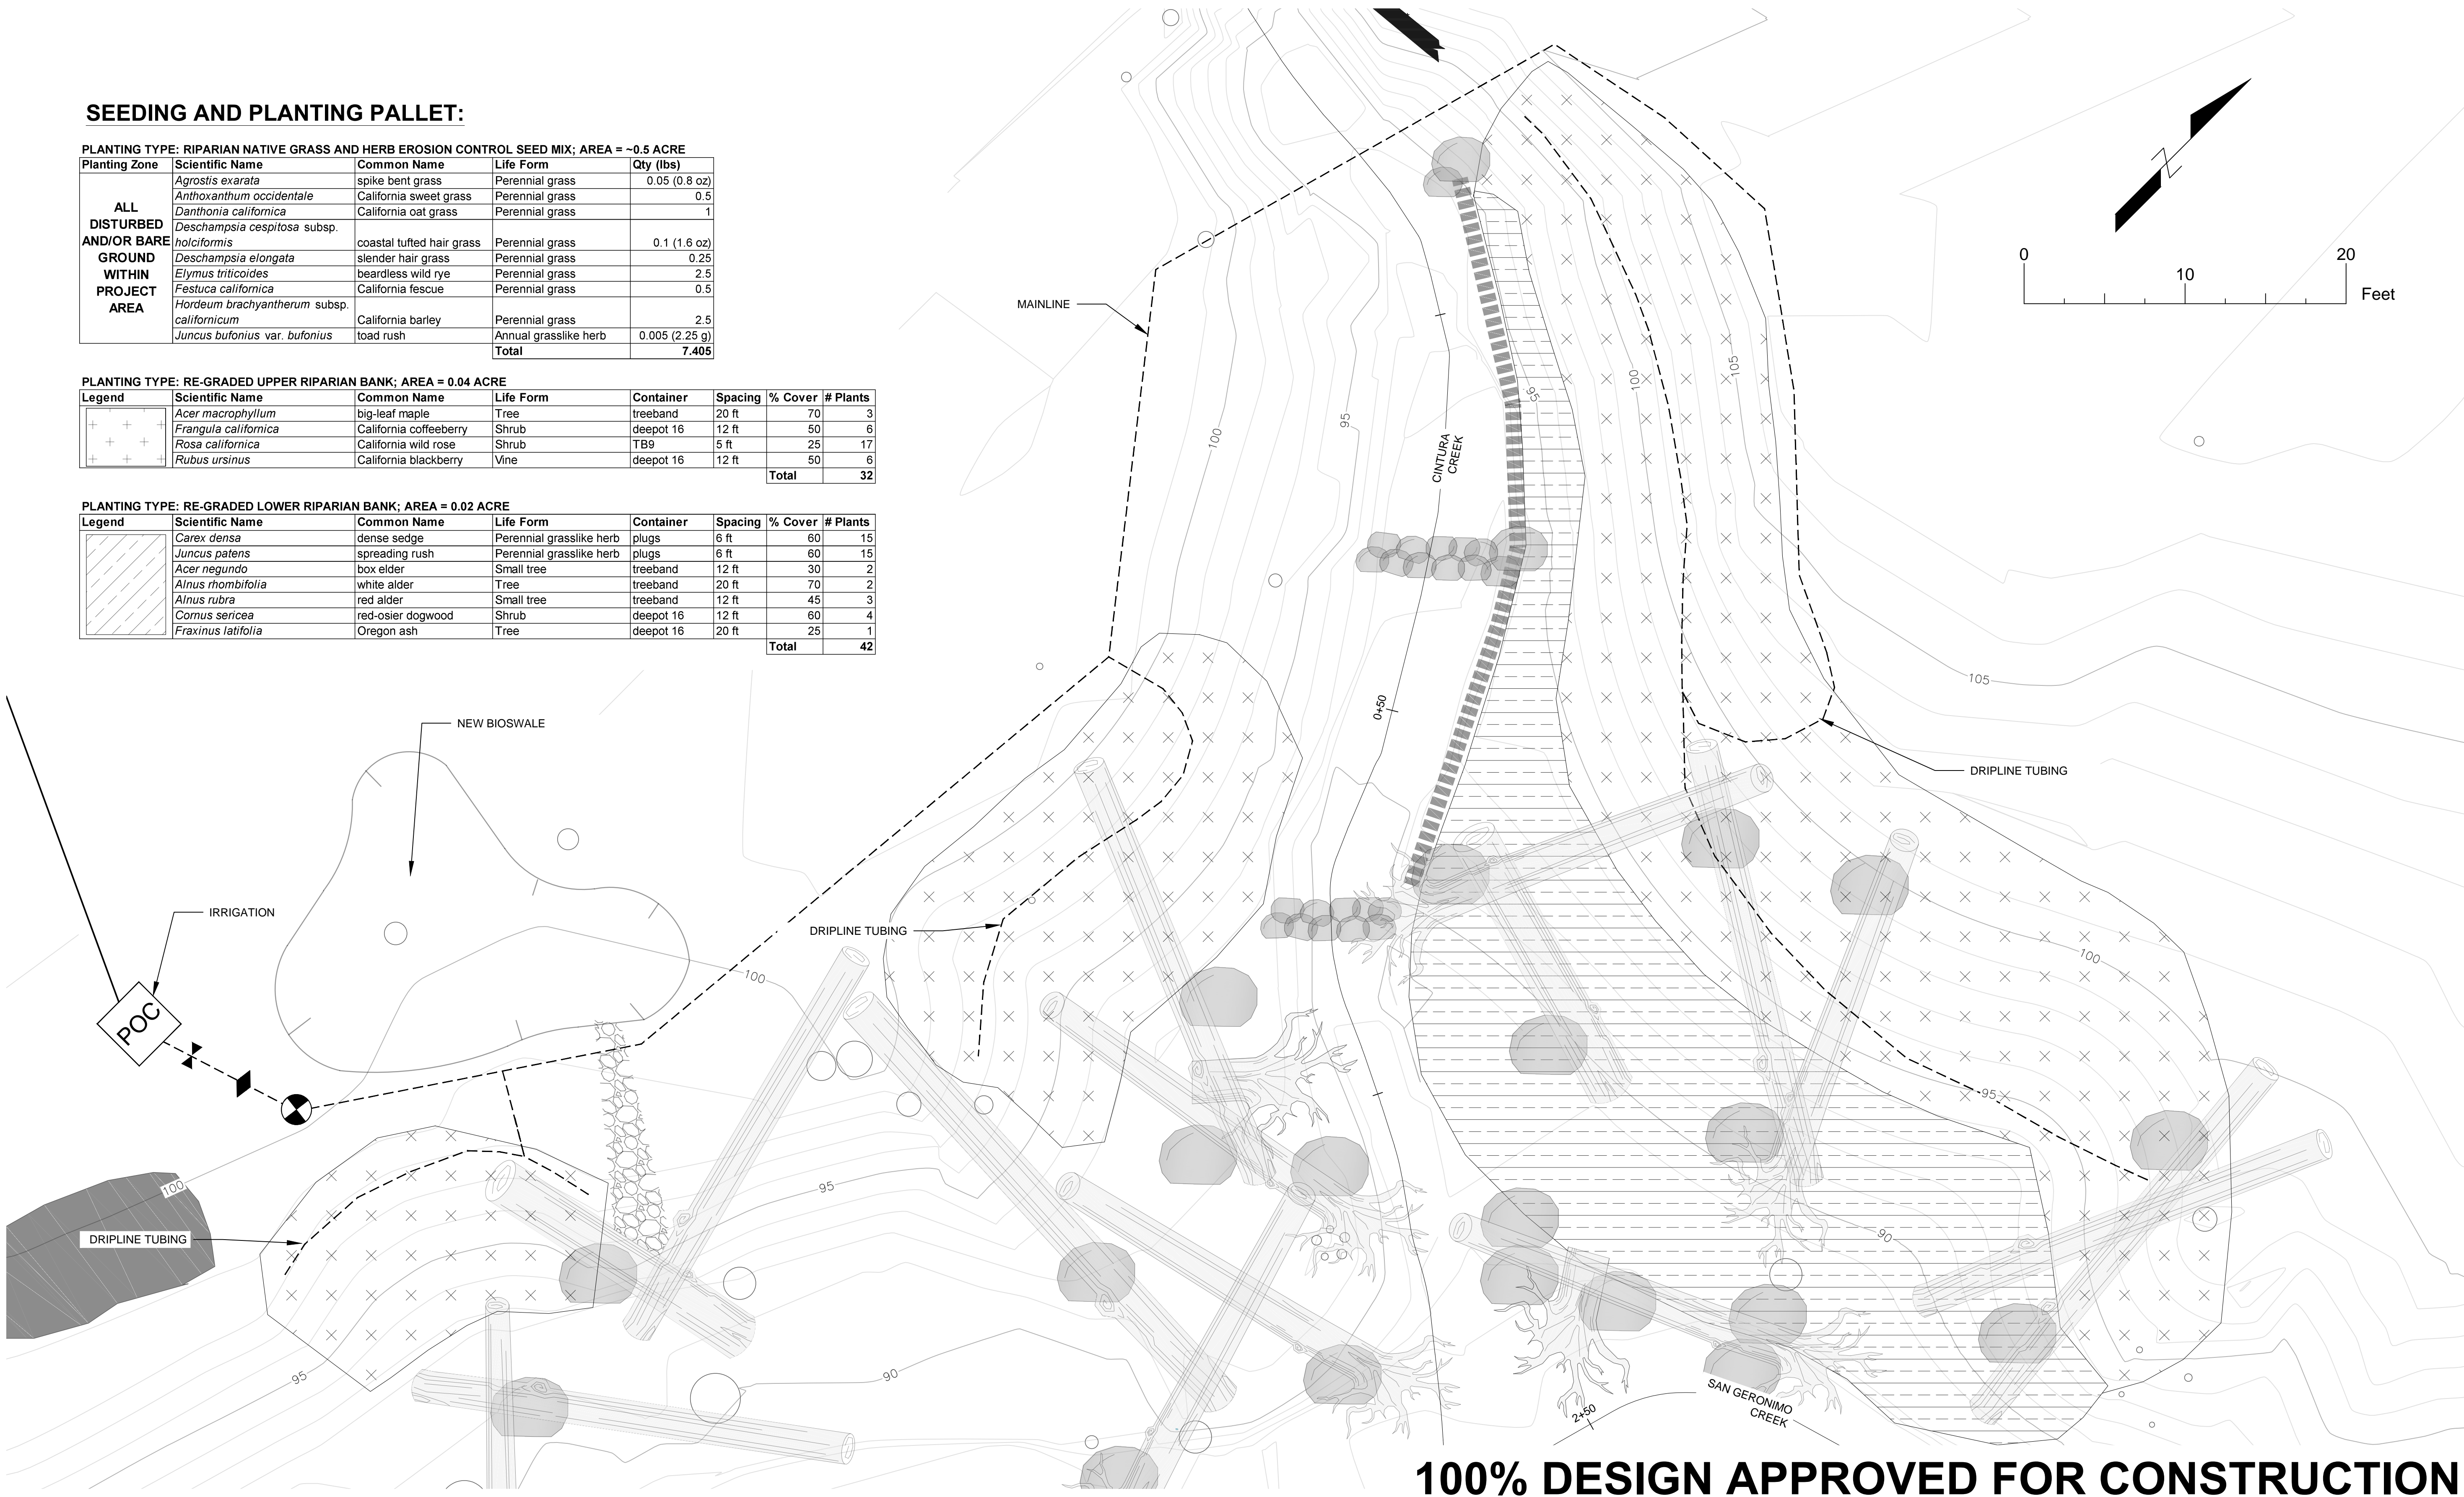 SEEDING AND PLANTING PALLET:
PLANTING TYPE: RIPARIAN NATIVE GRASS AND HERB EROSION CONTROL SEED MIX; AREA = ~0.5 ACRE
Planting Zone Scientific Name Common Name Life Form Qty (lbs)
ALL DISTURBED AND/OR BARE GROUND WITHIN PROJECT AREA
Agrostis exarata spike bent grass Perennial grass 0.05 (0.8 oz)
Anthoxanthum occidentale California sweet grass Perennial grass 0.5
Danthonia californica California oat grass Perennial grass 1
Deschampsia cespitosa subsp.
holciformis coastal tufted hair grass Perennial grass 0.1 (1.6 oz)
Deschampsia elongata slender hair grass Perennial grass 0.25
Elymus triticoides beardless wild rye Perennial grass 2.5
Festuca californica California fescue Perennial grass 0.5
Hordeum brachyantherum subsp.
californicum California barley Perennial grass 2.5
Juncus bufonius var. bufonius toad rush Annual grasslike herb 0.005 (2.25 g)
Total 7.405
PLANTING TYPE: RE-GRADED UPPER RIPARIAN BANK; AREA = 0.04 ACRE
Legend Scientific Name Common Name Life Form Container Spacing % Cover # Plants
Acer macrophyllum big-leaf maple Tree treeband 20 ft 70 3
Frangula californica California coffeeberry Shrub deepot 16 12 ft 50 6
Rosa californica California wild rose Shrub TB9 5 ft 25 17
Rubus ursinus California blackberry Vine deepot 16 12 ft 50 6
Total 32
PLANTING TYPE: RE-GRADED LOWER RIPARIAN BANK; AREA = 0.02 ACRE
Legend Scientific Name Common Name Life Form Container Spacing % Cover # Plants
Carex densa dense sedge Perennial grasslike herb plugs 6 ft 60 15
Juncus patens spreading rush Perennial grasslike herb plugs 6 ft 60 15
Acer negundo box elder Small tree treeband 12 ft 30 2
Alnus rhombifolia white alder Tree treeband 20 ft 70 2
Alnus rubra red alder Small tree treeband 12 ft 45 3
Cornus sericea red-osier dogwood Shrub deepot 16 12 ft 60 4
Fraxinus latifolia Oregon ash Tree deepot 16 20 ft 25 1
Total 42
0 10 20
Feet
MAINLINE
100
95
CINTURA
CREEK
95
100
105
0+50
105
NEW BIOSWALE
DRIPLINE TUBING
IRRIGATION
DRIPLINE TUBING
100
100
POC
95
95
100
DRIPLINE TUBING
90
95
90
SAN GERONIMO
CREEK
2+50
100% DESIGN APPROVED FOR CONSTRUCTION